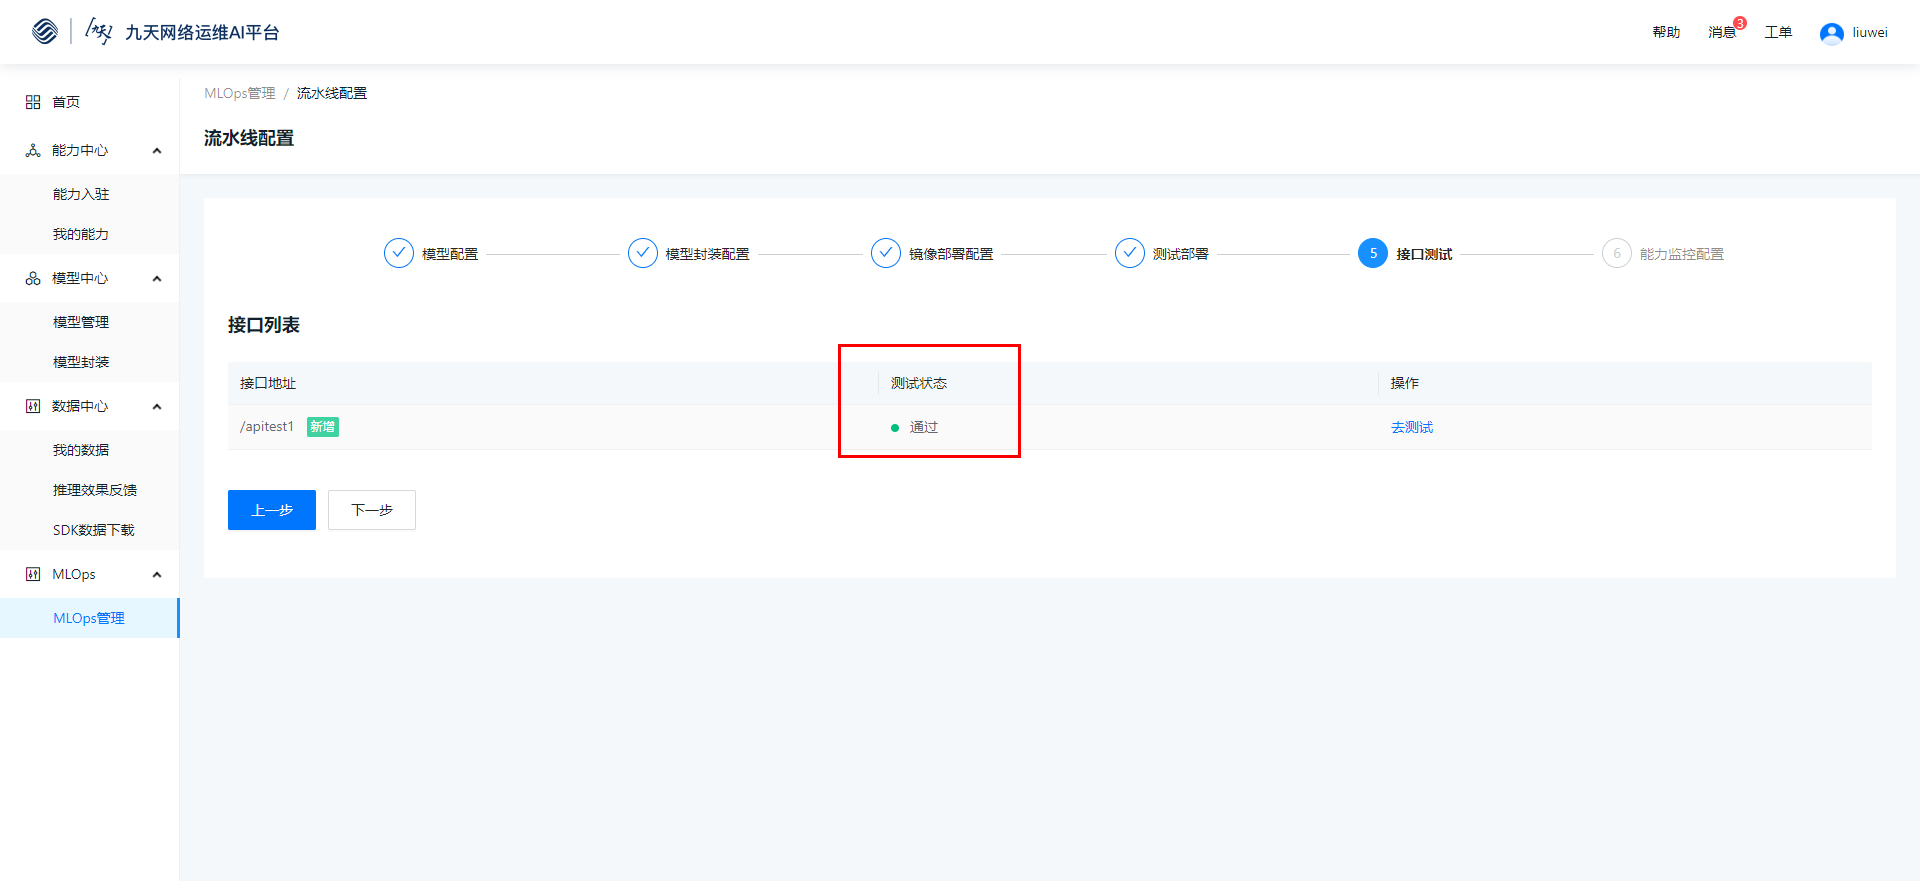 九天 九天网络运维AI平台
帮助 消息 3 工单 liuwei
首页
能力中心
能力入驻
我的能力
模型中心
模型管理
模型封装
数据中心
我的数据
推理效果反馈
SDK数据下载
MLOps
MLOps管理
MLOps管理 / 流水线配置
流水线配置
模型配置 模型封装配置 镜像部署配置 测试部署 5 接口测试 6 能力监控配置
接口列表
接口地址 测试状态 操作
/apitest1 新增 通过 去测试
上一步 下一步